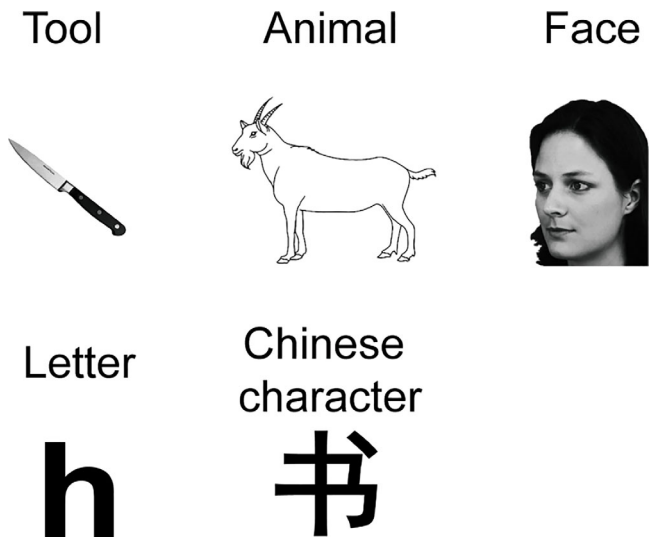 Tool
Animal
Face
Letter
Chinese
character
h
书